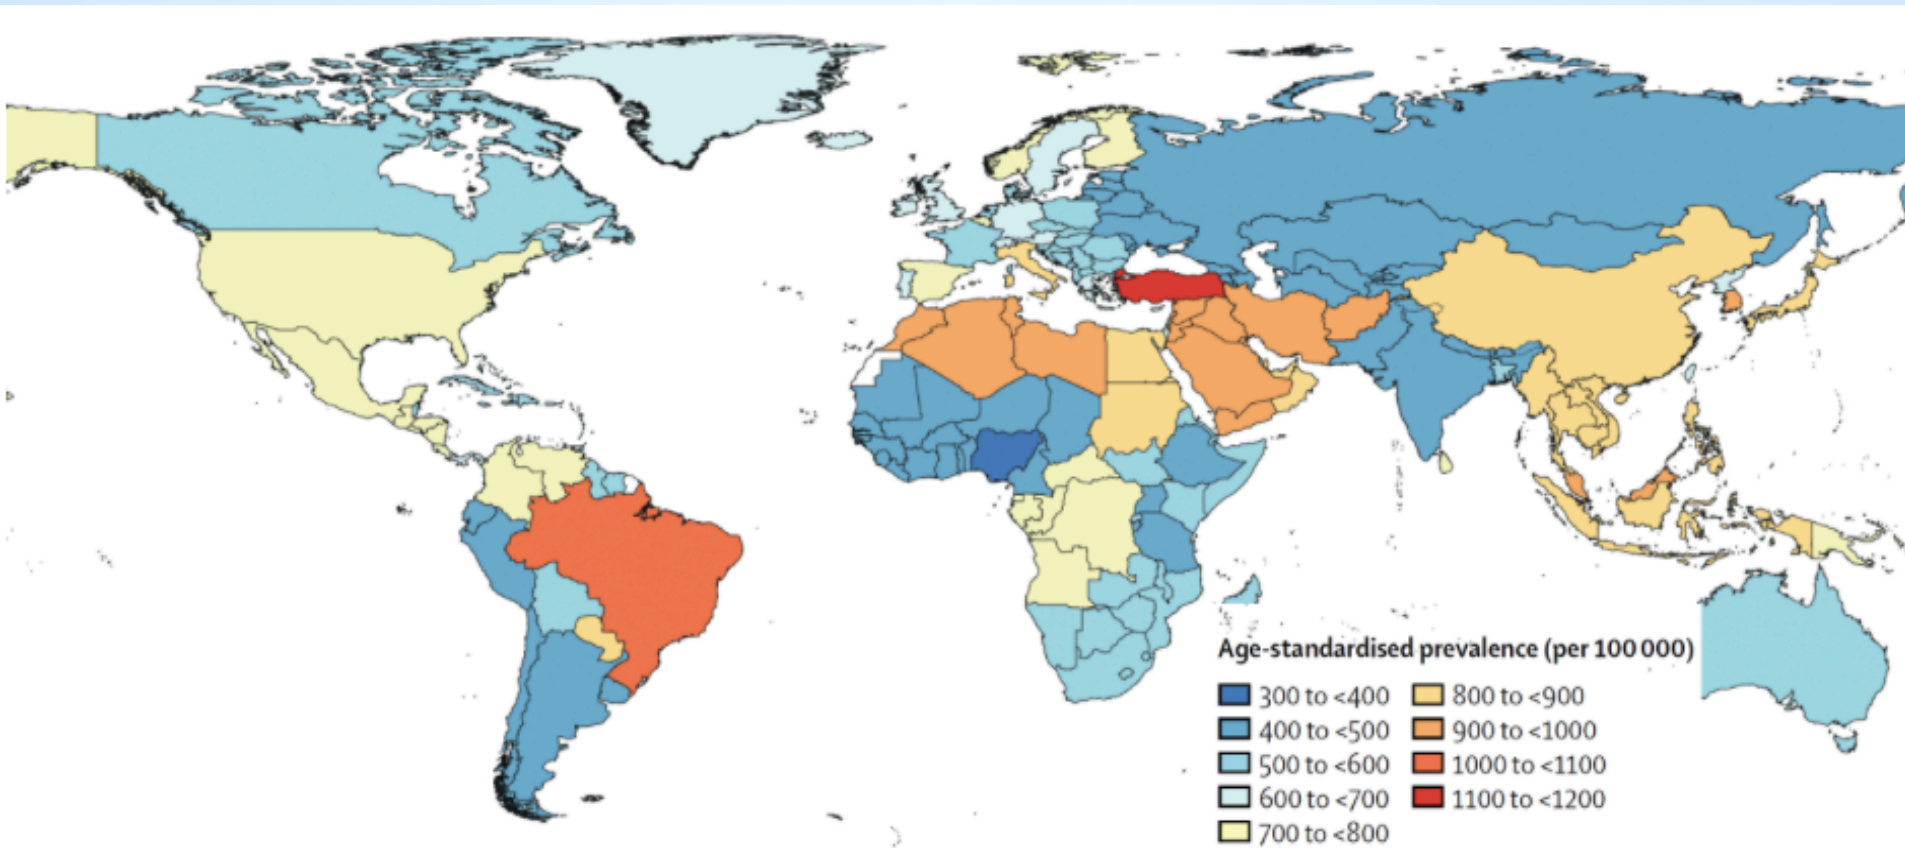 Age-standardised prevalence (per 100 000)
300 to <400
400 to <500
500 to <600
600 to <700
700 to <800
800 to <900
900 to <1000
1000 to <1100
1100 to <1200